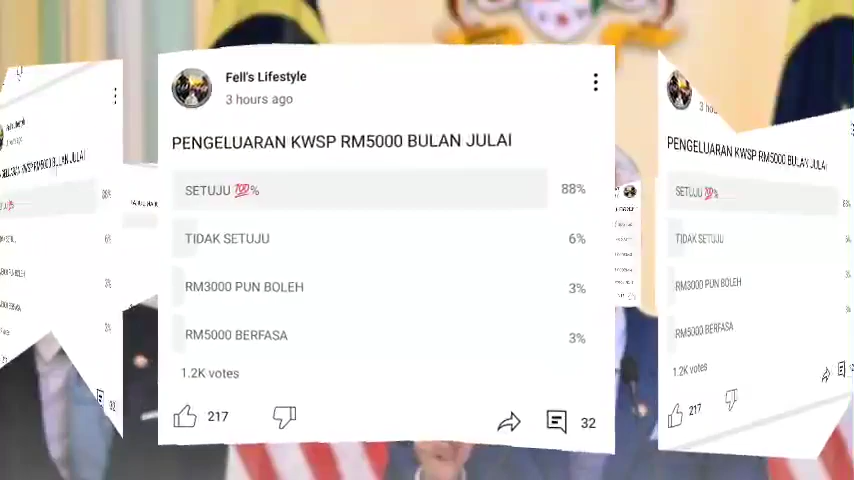 Fell's Lifestyle
3 hours ago
PENGELUARAN KWSP RM5000 BULAN JULAI
SETUJU 💯%
88%
TIDAK SETUJU
6%
RM3000 PUN BOLEH
3%
RM5000 BERFASA
3%
1.2K votes
217
32
3 hou
PENGELUARAN KWSP RM5000 BULAN JULAI
SETUJU 💯%
TIDAK SETUJU
RM3000 PUN BOLEH
RM5000 BERFASA
1.2K votes
217